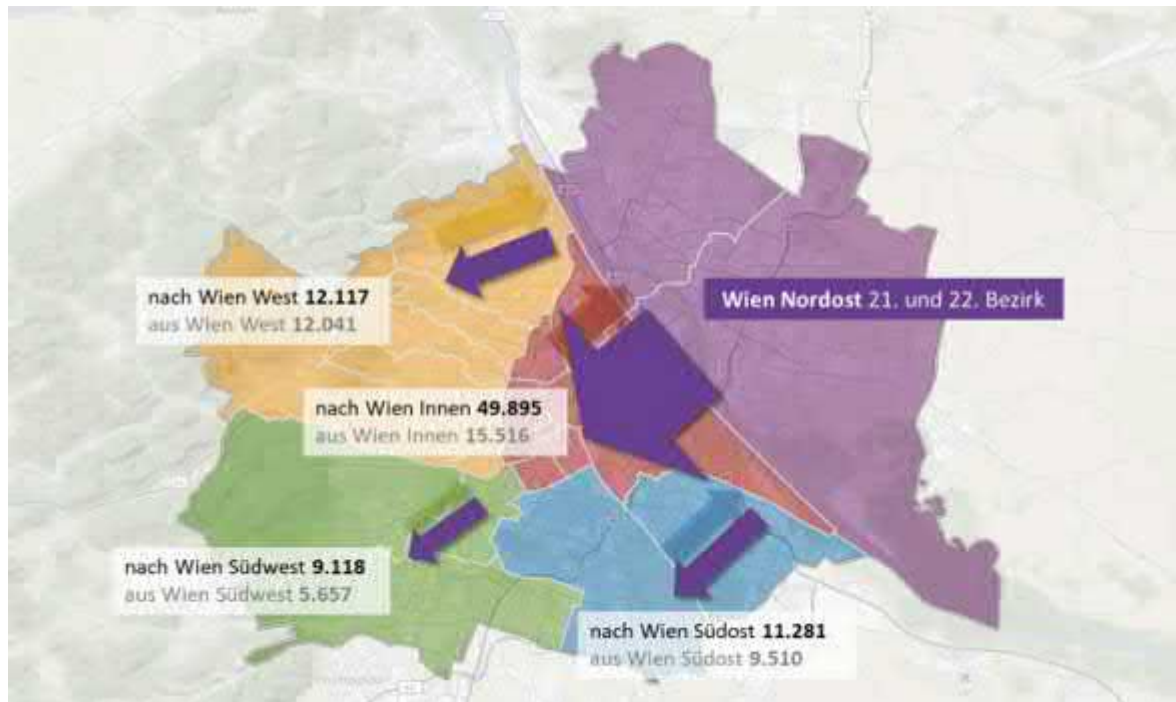 nach Wien West 12.117
aus Wien West 12.041
Wien Nordost 21. und 22. Bezirk
nach Wien Innen 49.895
aus Wien Innen 15.516
nach Wien Südwest 9.118
aus Wien Südwest 5.657
nach Wien Südost 11.281
aus Wien Südost 9.510